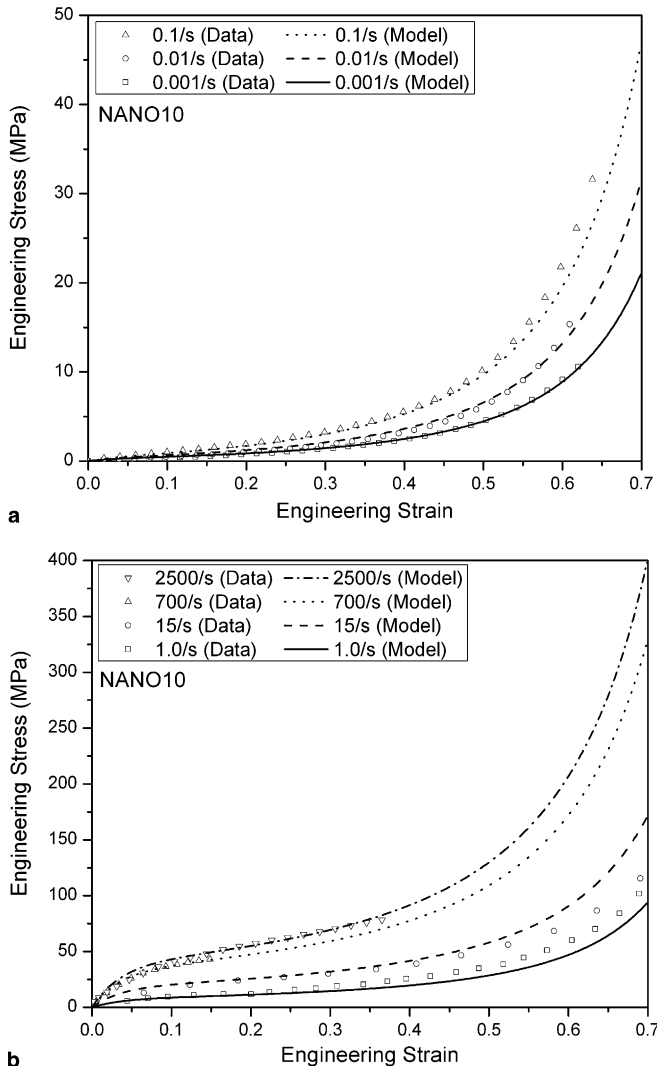 50
0.1/s (Data) 0.1/s (Model)
0.01/s (Data) 0.01/s (Model)
0.001/s (Data) 0.001/s (Model)
NANO10
40
30
20
10
0
Engineering Stress (MPa)
0.0 0.1 0.2 0.3 0.4 0.5 0.6 0.7
Engineering Strain
a
400
2500/s (Data) 2500/s (Model)
700/s (Data) 700/s (Model)
15/s (Data) 15/s (Model)
1.0/s (Data) 1.0/s (Model)
NANO10
350
300
250
200
150
100
50
0
Engineering Stress (MPa)
0.0 0.1 0.2 0.3 0.4 0.5 0.6 0.7
Engineering Strain
b